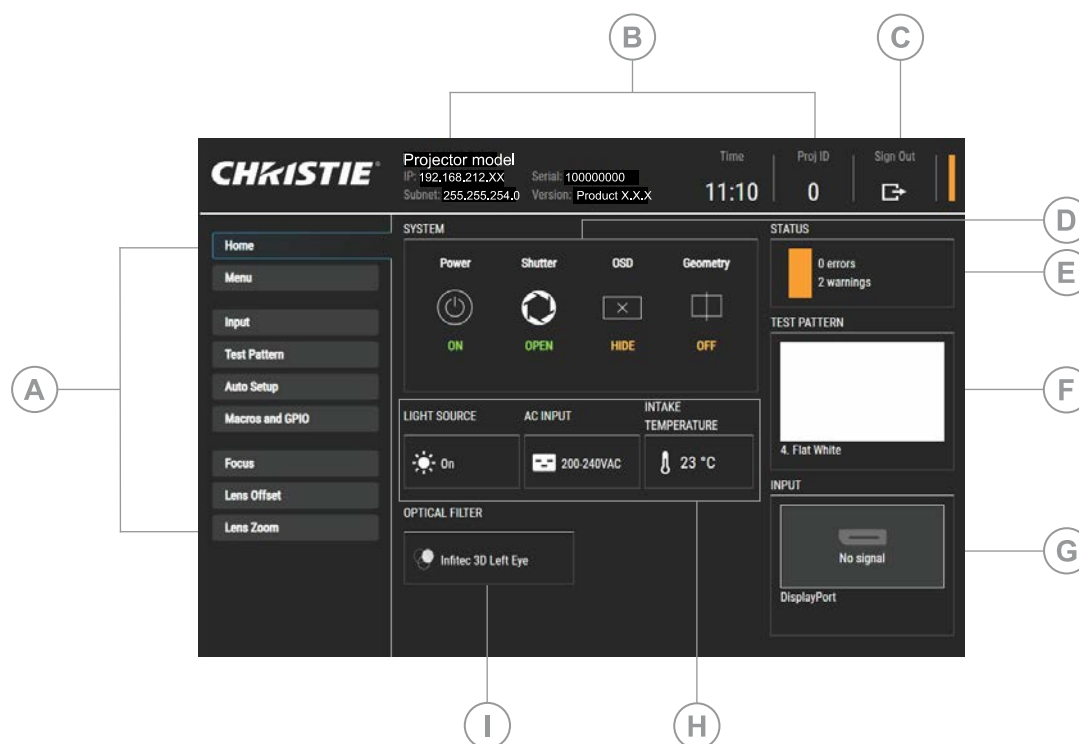 B
C
CHRISTIE®
Projector model
IP: 192.168.212.XX
Serial: 100000000
Subnet: 255.255.254.0
Version: Product X.X.X
Time
11:10
Proj ID
0
Sign Out
A
Home
Menu
Input
Test Pattern
Auto Setup
Macros and GPIO
Focus
Lens Offset
Lens Zoom
SYSTEM
Power
Shutter
OSD
Geometry
ON
OPEN
HIDE
OFF
D
STATUS
0 errors
2 warnings
E
TEST PATTERN
4. Flat White
F
LIGHT SOURCE
On
AC INPUT
200-240VAC
INTAKE
TEMPERATURE
23 °C
INPUT
No signal
DisplayPort
G
OPTICAL FILTER
Infitec 3D Left Eye
I
H